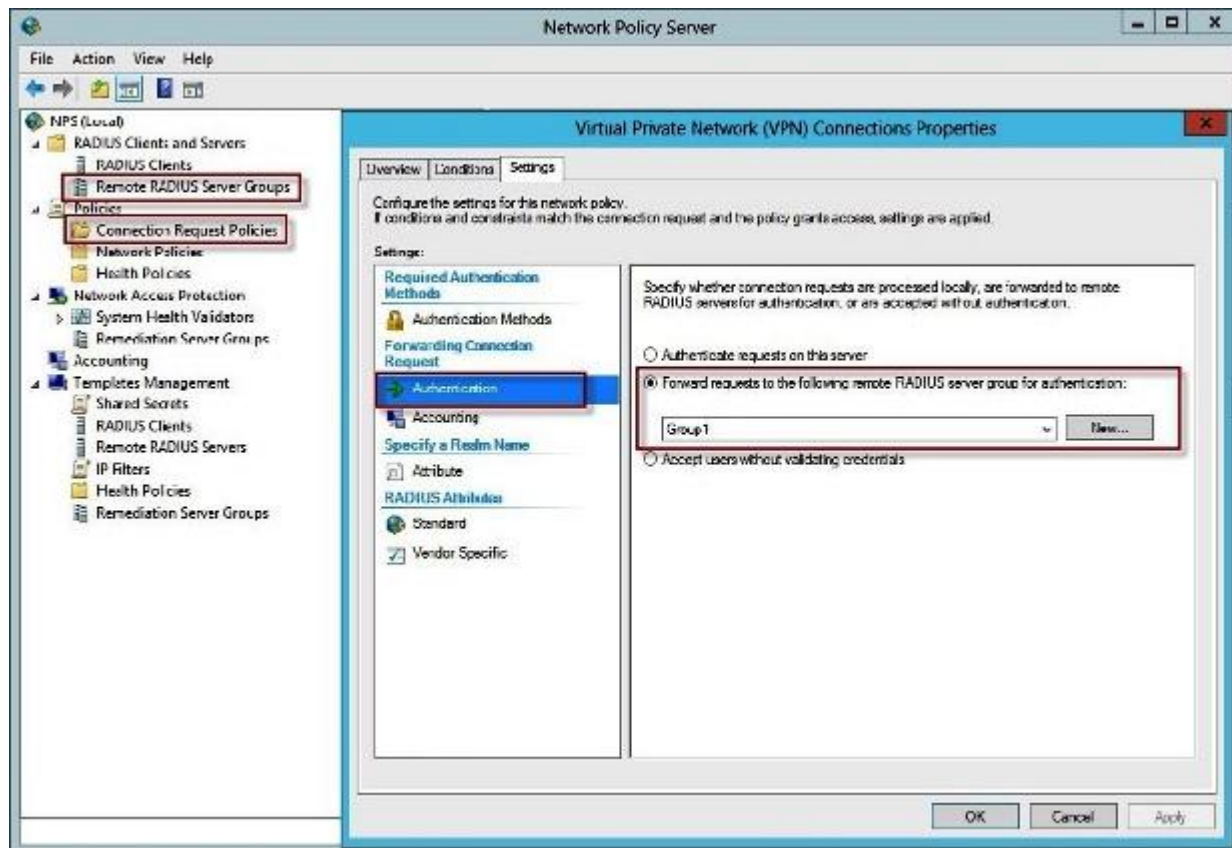 Network Policy Server
File Action View Help
NPS (Local)
RADIUS Clients and Servers
RADIUS Clients
Remote RADIUS Server Groups
Policies
Connection Request Policies
Network Policies
Health Policies
Network Access Protection
System Health Validators
Remediation Server Groups
Accounting
Templates Management
Shared Secrets
RADIUS Clients
Remote RADIUS Servers
IP Filters
Health Policies
Remediation Server Groups
Virtual Private Network (VPN) Connections Properties
Overview Conditions Settings
Configure the settings for this network policy.
If conditions and constraints match the connection request and the policy grants access, settings are applied.
Settings:
Required Authentication
Methods
Authentication Methods
Forwarding Connection
Request
Authentication
Accounting
Specify a Realm Name
Attribute
RADIUS Attributes
Standard
Vendor Specific
Specify whether connection requests are processed locally, are forwarded to remote
RADIUS servers for authentication, or are accepted without authentication.
Authenticate requests on this server
Forward requests to the following remote RADIUS server group for authentication:
Group1
New...
Accept users without validating credentials
OK Cancel Apply